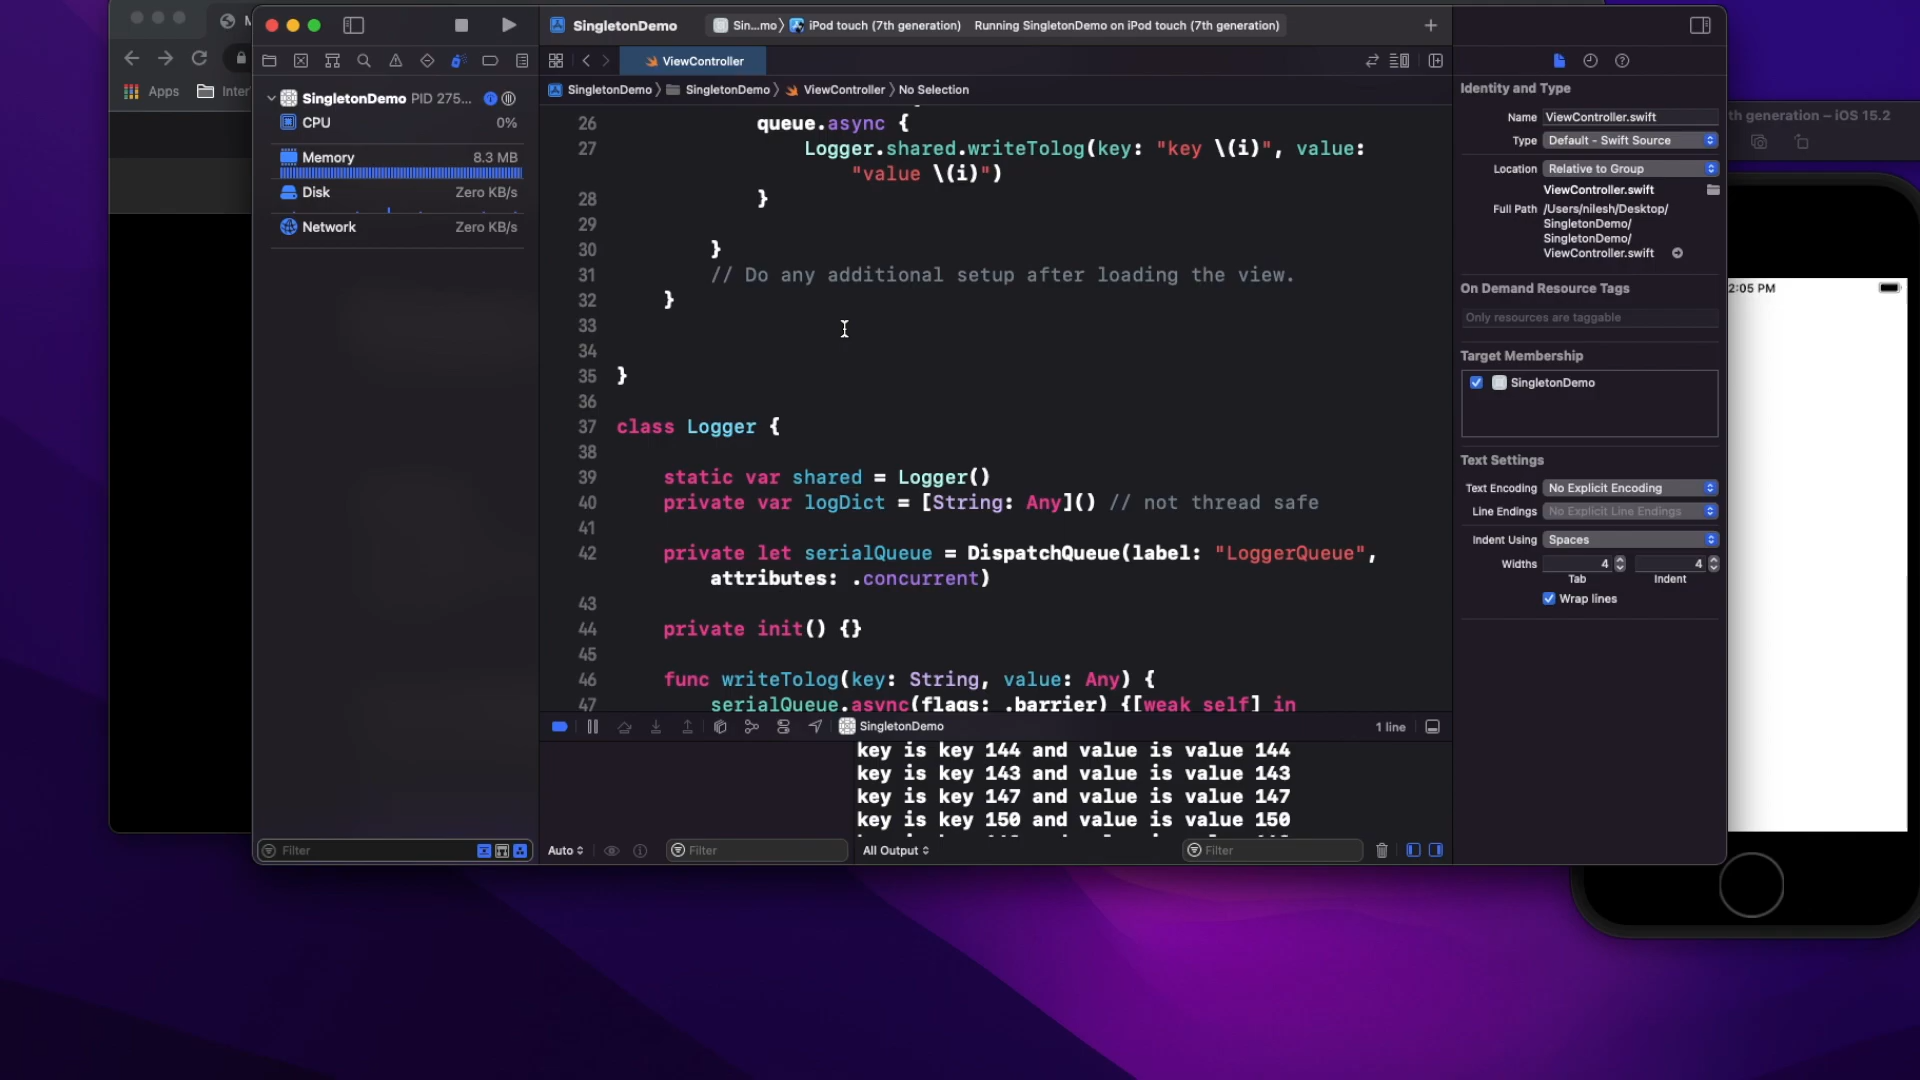 SingletonDemo
Sin...mo
iPod touch (7th generation)
Running SingletonDemo on iPod touch (7th generation)
Apps
ViewController
SingletonDemo
SingletonDemo
ViewController
No Selection
SingletonDemo PID 275...
CPU 0%
Memory 8.3 MB
Disk Zero KB/s
Network Zero KB/s
26 queue.async {
27 Logger.shared.writeTolog(key: "key \(i)", value:
"value \(i)")
28 }
29
30 }
31 // Do any additional setup after loading the view.
32 }
33
34
35 }
36
37 class Logger {
38
39 static var shared = Logger()
40 private var logDict = [String: Any]() // not thread safe
41
42 private let serialQueue = DispatchQueue(label: "LoggerQueue",
attributes: .concurrent)
43
44 private init() {}
45
46 func writeTolog(key: String, value: Any) {
47 serialQueue.async(flags: .barrier) {[weak self] in
SingletonDemo
1 line
key is key 144 and value is value 144
key is key 143 and value is value 143
key is key 147 and value is value 147
key is key 150 and value is value 150
Filter
Auto
Filter
All Output
Filter
Identity and Type
Name ViewController.swift
Type Default - Swift Source
Location Relative to Group
ViewController.swift
Full Path /Users/nilesh/Desktop/
SingletonDemo/
SingletonDemo/
ViewController.swift
On Demand Resource Tags
Only resources are taggable
Target Membership
SingletonDemo
Text Settings
Text Encoding No Explicit Encoding
Line Endings No Explicit Line Endings
Indent Using Spaces
Widths 4 4
Tab Indent
Wrap lines
th generation – iOS 15.2
2:05 PM